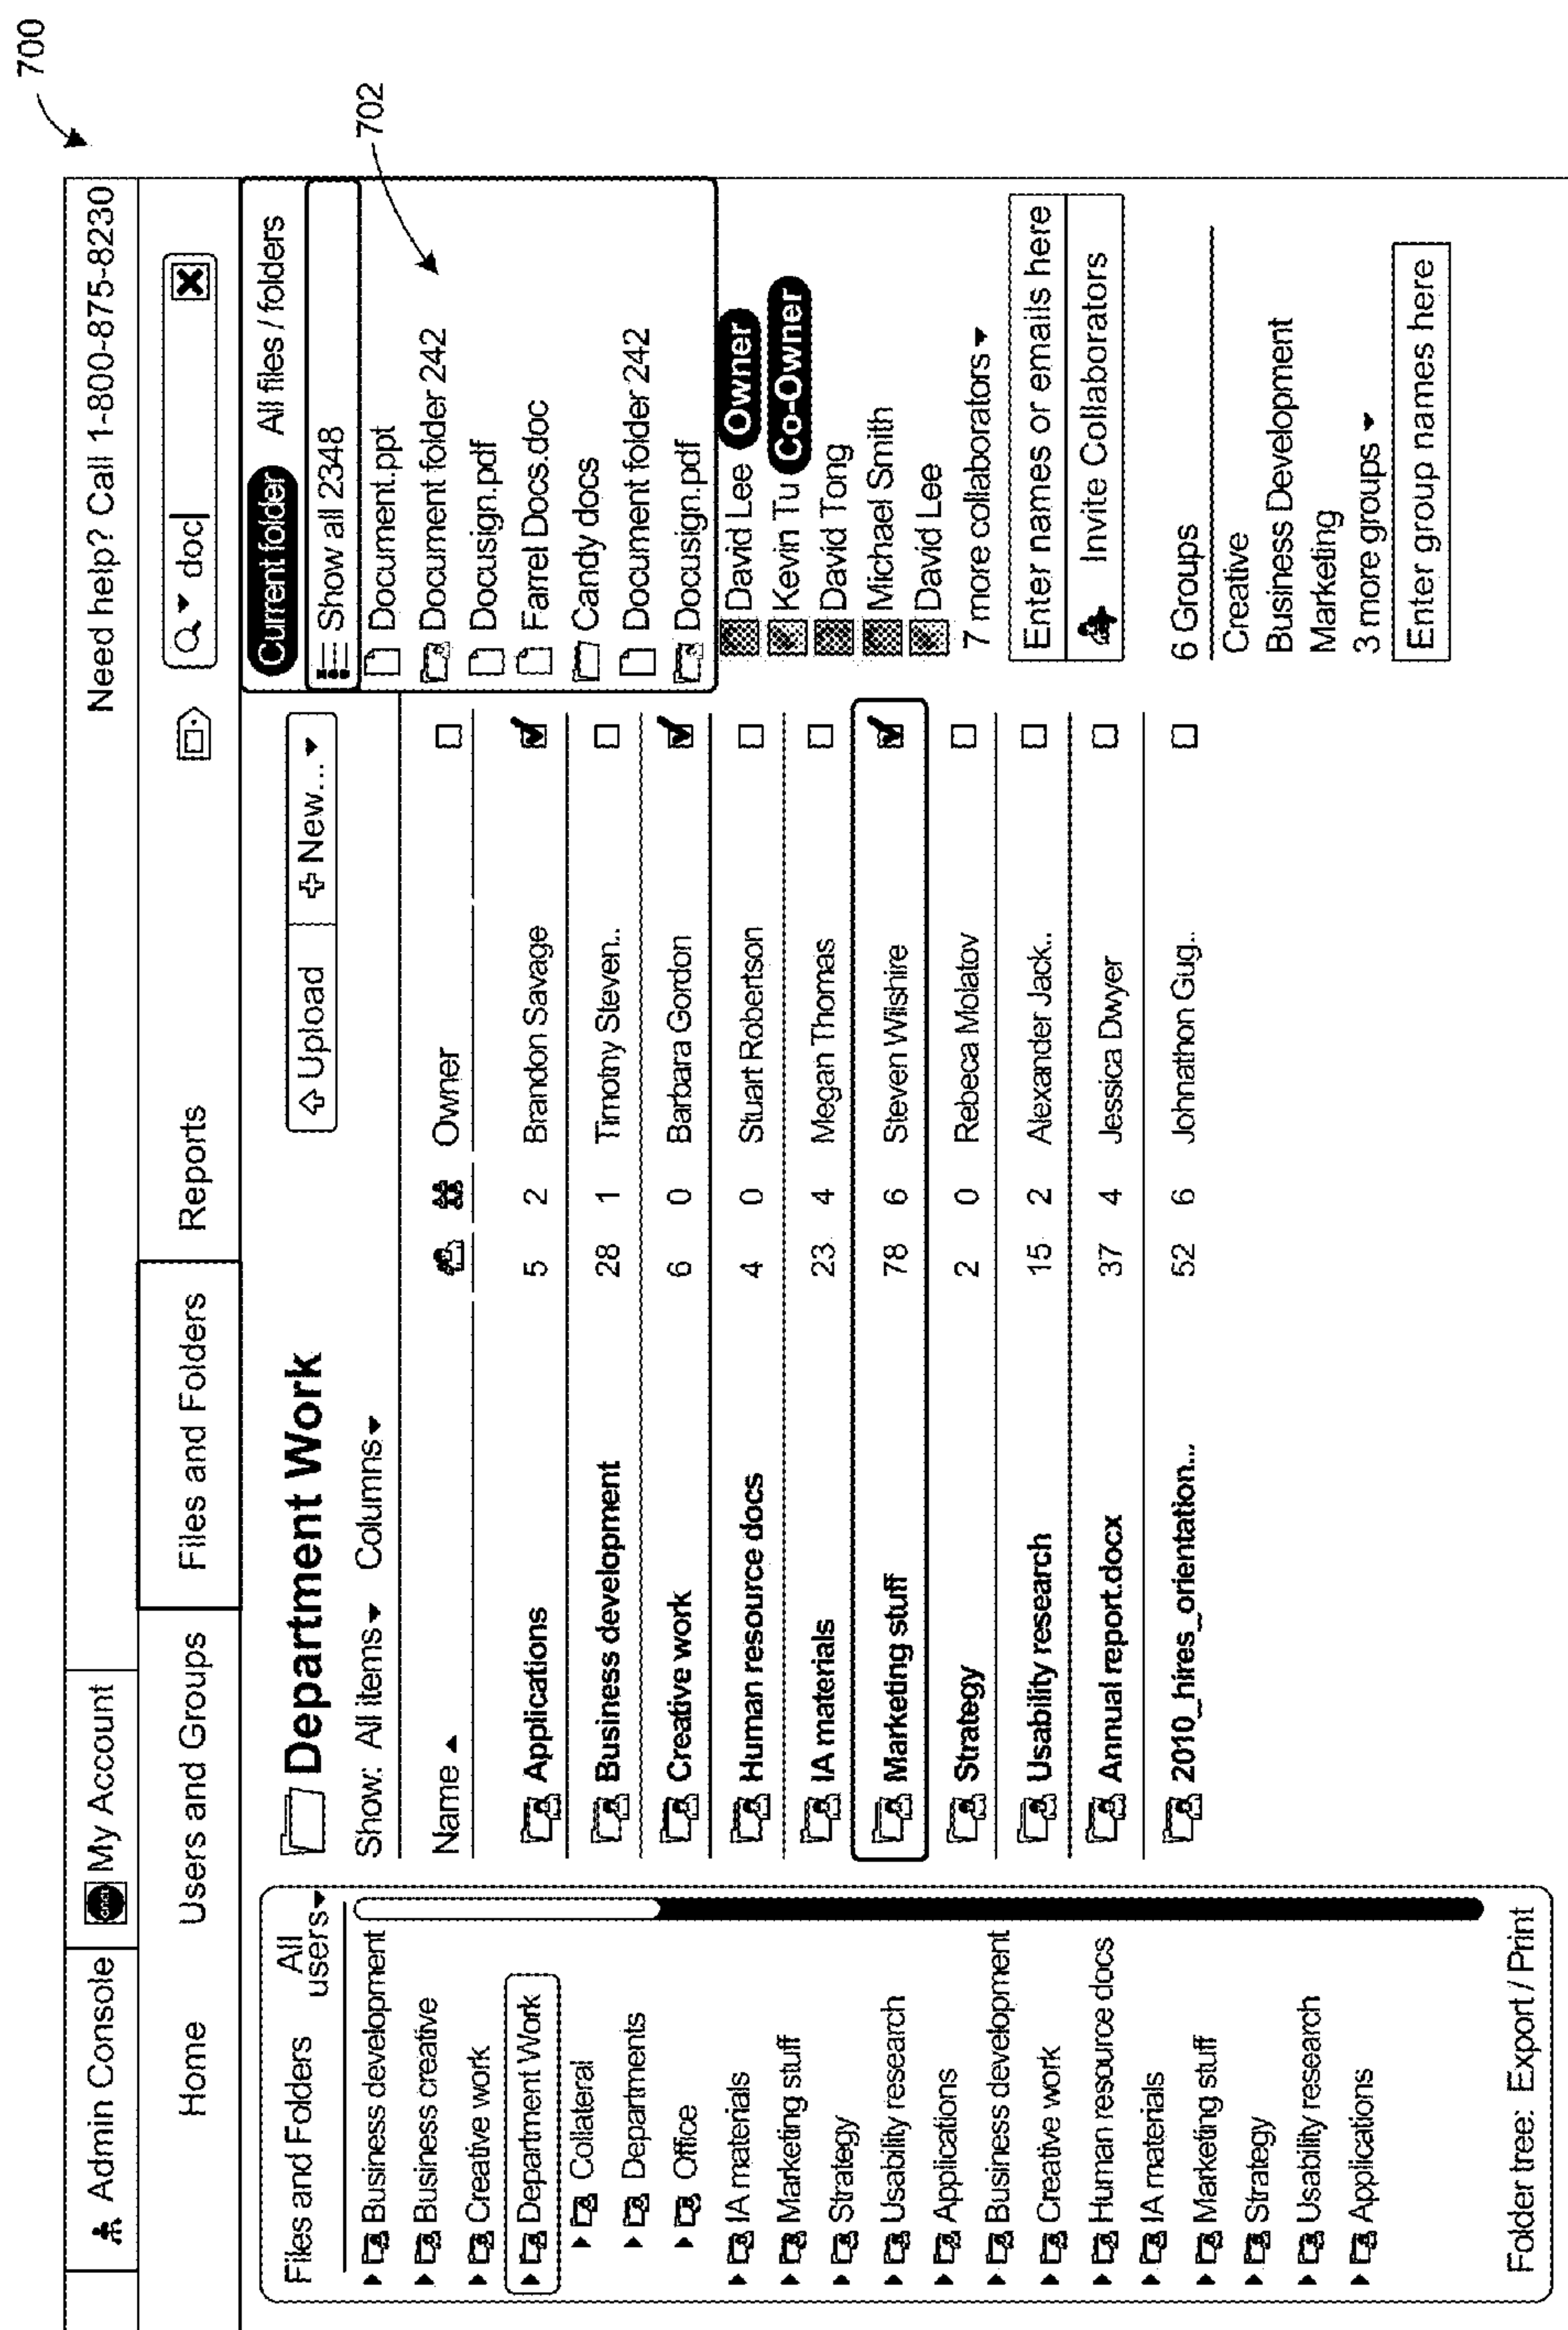 700
Admin Console My Account Need help? Call 1-800-875-8230
Home Users and Groups Files and Folders Reports doc
Files and Folders All users
Business development
Business creative
Creative work
Department Work
Collateral
Departments
Office
IA materials
Marketing stuff
Strategy
Usability research
Applications
Business development
Creative work
Human resource docs
IA materials
Marketing stuff
Strategy
Usability research
Applications
Folder tree: Export / Print
Department Work Upload New...
Show: All items Columns
Name Owner
Applications 5 2 Brandon Savage
Business development 28 1 Timotny Steven..
Creative work 6 0 Barbara Gordon
Human resource docs 4 0 Stuart Robertson
IA materials 23 4 Megan Thomas
Marketing stuff 78 6 Steven Wilshire
Strategy 2 0 Rebeca Molatov
Usability research 15 2 Alexander Jack..
Annual report.docx 37 4 Jessica Dwyer
2010_hires_orientation... 52 6 Johnathon Gug..
Current folder All files / folders
Show all 2348
Document.ppt
702
Document folder 242
Docusign.pdf
Farrel Docs.doc
Candy docs
Document folder 242
Docusign.pdf
David Lee Owner
Kevin Tu Co-Owner
David Tong
Michael Smith
David Lee
7 more collaborators
Enter names or emails here
Invite Collaborators
6 Groups
Creative
Business Development
Marketing
3 more groups
Enter group names here